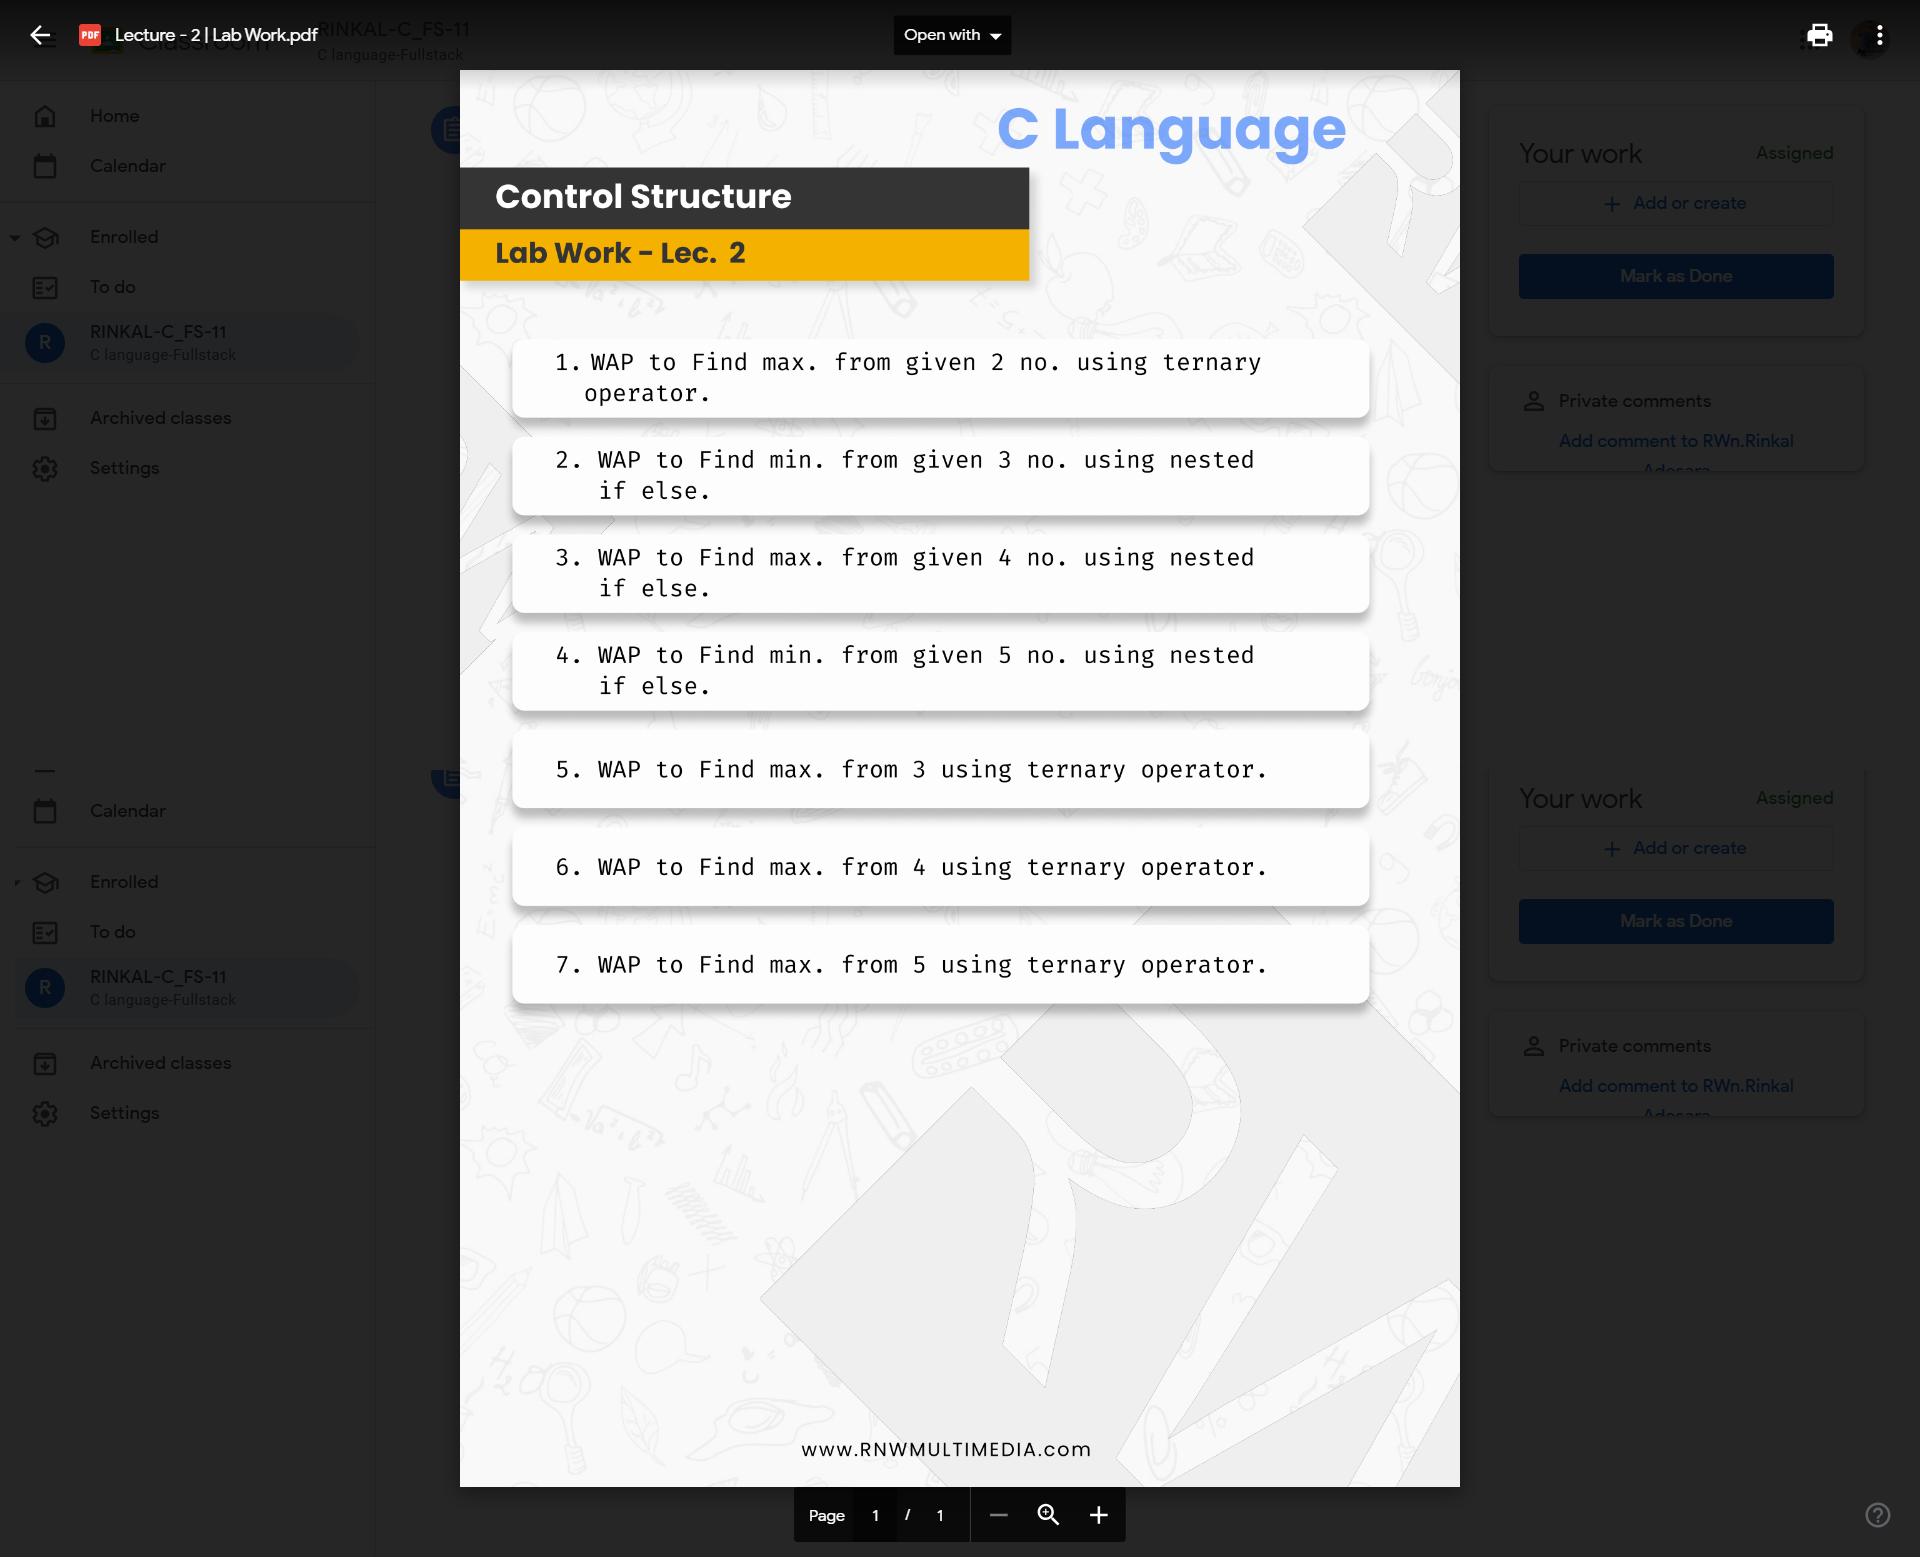 Lecture - 2 | Lab Work.pdf
RINKAL-C_FS-11
C language-Fullstack
Open with
Home
Calendar
Enrolled
To do
R
RINKAL-C_FS-11
C language-Fullstack
Archived classes
Settings
C Language
Control Structure
Lab Work - Lec. 2
1. WAP to Find max. from given 2 no. using ternary
operator.
2. WAP to Find min. from given 3 no. using nested
if else.
3. WAP to Find max. from given 4 no. using nested
if else.
4. WAP to Find min. from given 5 no. using nested
if else.
5. WAP to Find max. from 3 using ternary operator.
6. WAP to Find max. from 4 using ternary operator.
7. WAP to Find max. from 5 using ternary operator.
www.RNWMULTIMEDIA.com
Your work
Assigned
+ Add or create
Mark as Done
Private comments
Add comment to RWn.Rinkal
Adesara
Calendar
Enrolled
To do
R
RINKAL-C_FS-11
C language-Fullstack
Archived classes
Settings
Your work
Assigned
+ Add or create
Mark as Done
Private comments
Add comment to RWn.Rinkal
Adesara
Page 1 / 1